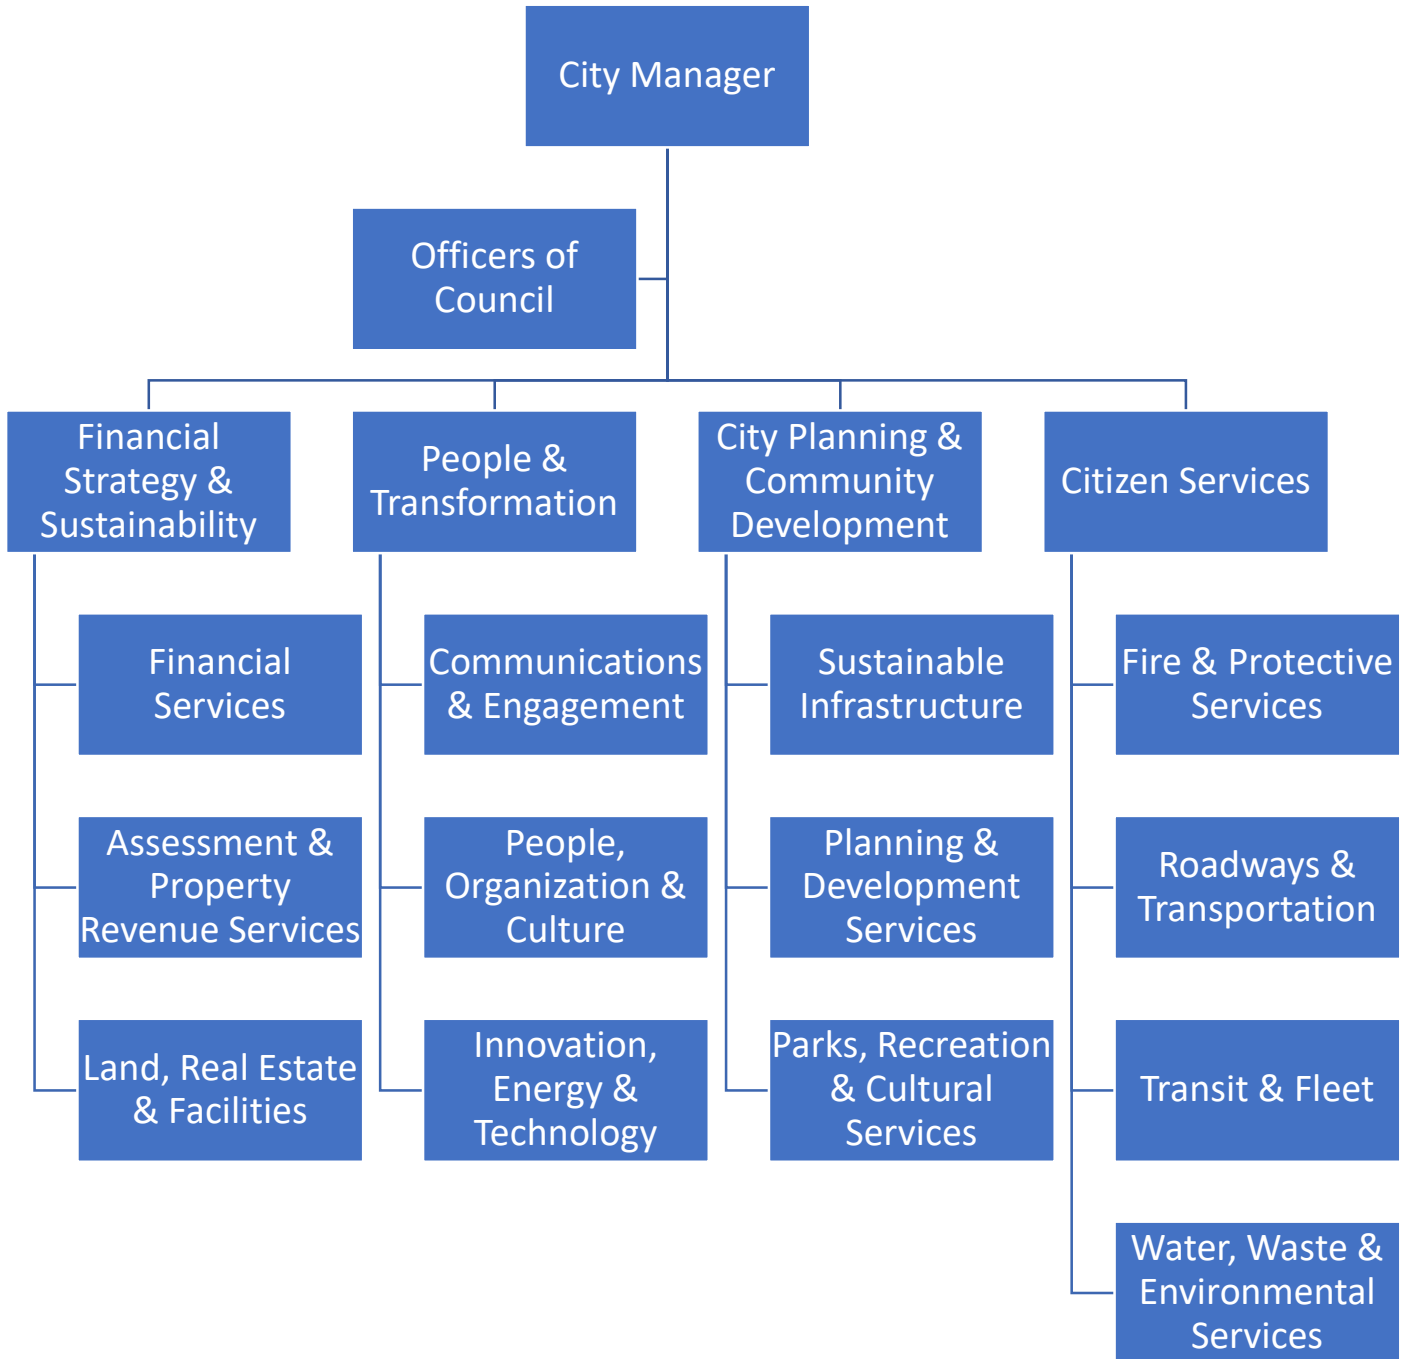 City Manager
Officers of
Council
Financial
Strategy &
Sustainability
People &
Transformation
City Planning &
Community
Development
Citizen Services
Financial
Services
Communications
& Engagement
Sustainable
Infrastructure
Fire & Protective
Services
Assessment &
Property
Revenue Services
People,
Organization &
Culture
Planning &
Development
Services
Roadways &
Transportation
Land, Real Estate
& Facilities
Innovation,
Energy &
Technology
Parks, Recreation
& Cultural
Services
Transit & Fleet
Water, Waste &
Environmental
Services